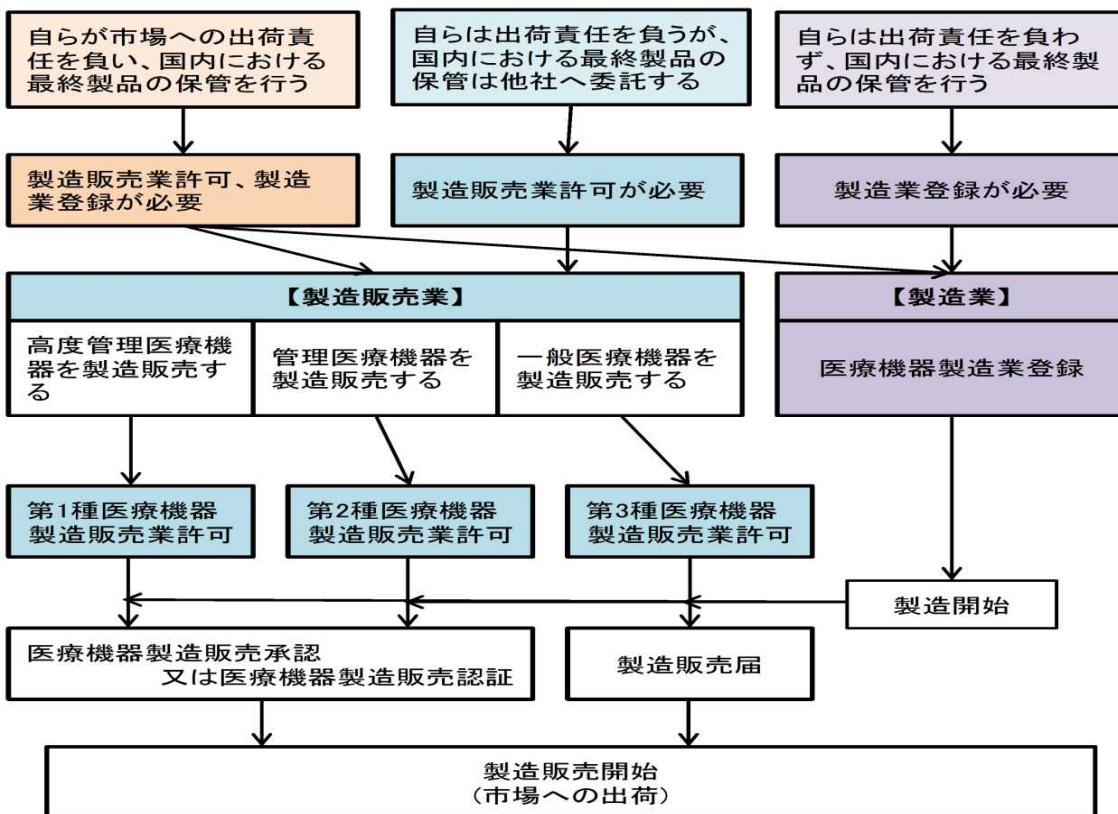 自らが市場への出荷責
任を負い、国内における
最終製品の保管を行う
自らは出荷責任を負うが、
国内における最終製品の
保管は他社へ委託する
自らは出荷責任を負わ
ず、国内における最終製
品の保管を行う
製造販売業許可、製造
業登録が必要
製造販売業許可が必要
製造業登録が必要
【製造販売業】
【製造業】
高度管理医療機
器を製造販売す
る
管理医療機器を
製造販売する
一般医療機器を
製造販売する
医療機器製造業登録
第1種医療機器
製造販売業許可
第2種医療機器
製造販売業許可
第3種医療機器
製造販売業許可
製造開始
医療機器製造販売承認
又は医療機器製造販売認証
製造販売届
製造販売開始
(市場への出荷)